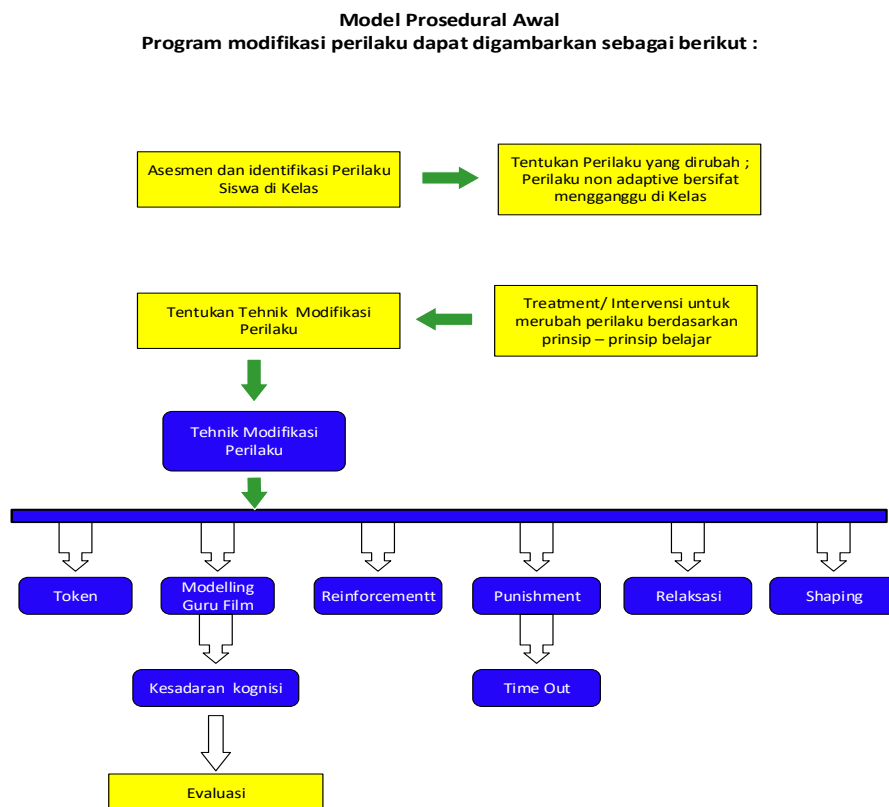 Model Prosedural Awal
Program modifikasi perilaku dapat digambarkan sebagai berikut :
Asesmen dan identifikasi Perilaku
Siswa di Kelas
Tentukan Perilaku yang dirubah ;
Perilaku non adaptive bersifat
mengganggu di Kelas
Tentukan Tehnik  Modifikasi
Perilaku
Treatment/ Intervensi untuk
merubah perilaku berdasarkan
prinsip – prinsip belajar
Tehnik Modifikasi
Perilaku
Token
Modelling
Guru Film
Reinforcementt
Punishment
Relaksasi
Shaping
Kesadaran  kognisi
Time Out
Evaluasi